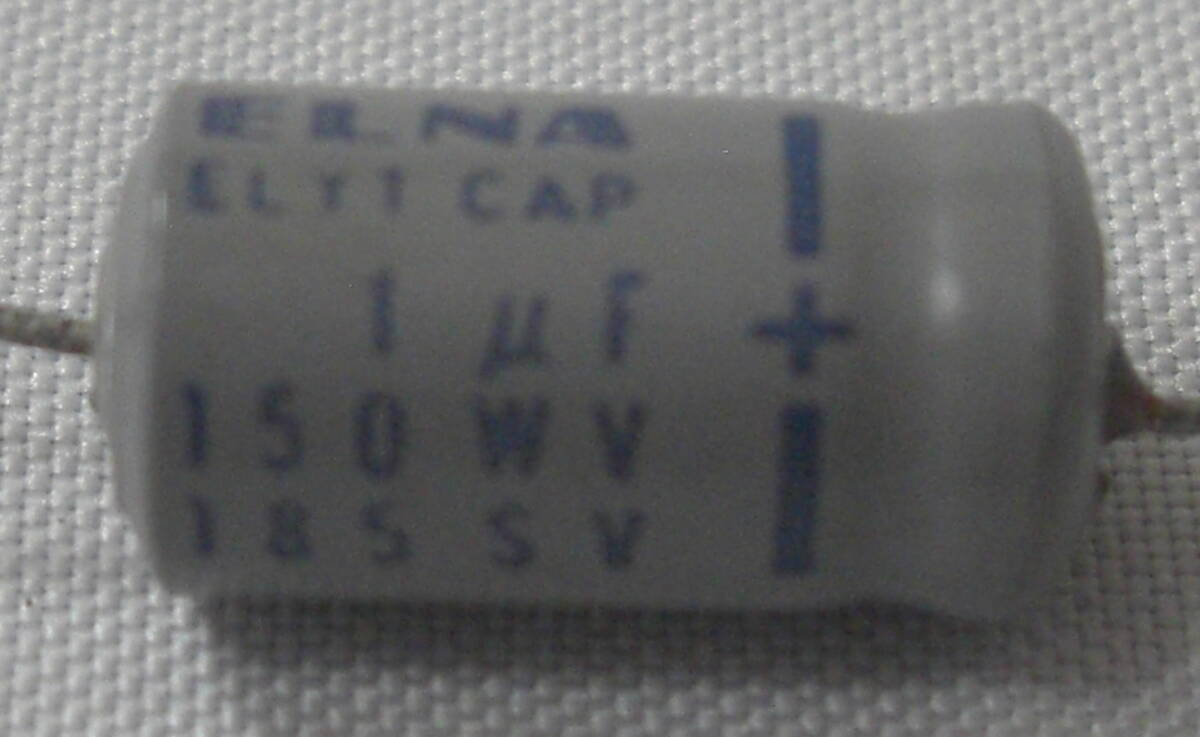 ELNA
ELYT CAP
1 µF
150 WV
185 SV
+